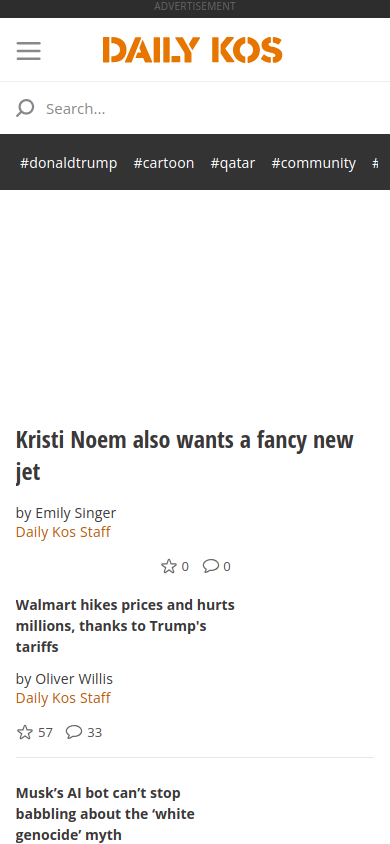 ADVERTISEMENT
DAILY KOS
Search...
#donaldtrump #cartoon #qatar #community #
Kristi Noem also wants a fancy new
jet
by Emily Singer
Daily Kos Staff
0 0
Walmart hikes prices and hurts
millions, thanks to Trump's
tariffs
by Oliver Willis
Daily Kos Staff
57 33
Musk’s AI bot can’t stop
babbling about the ‘white
genocide’ myth